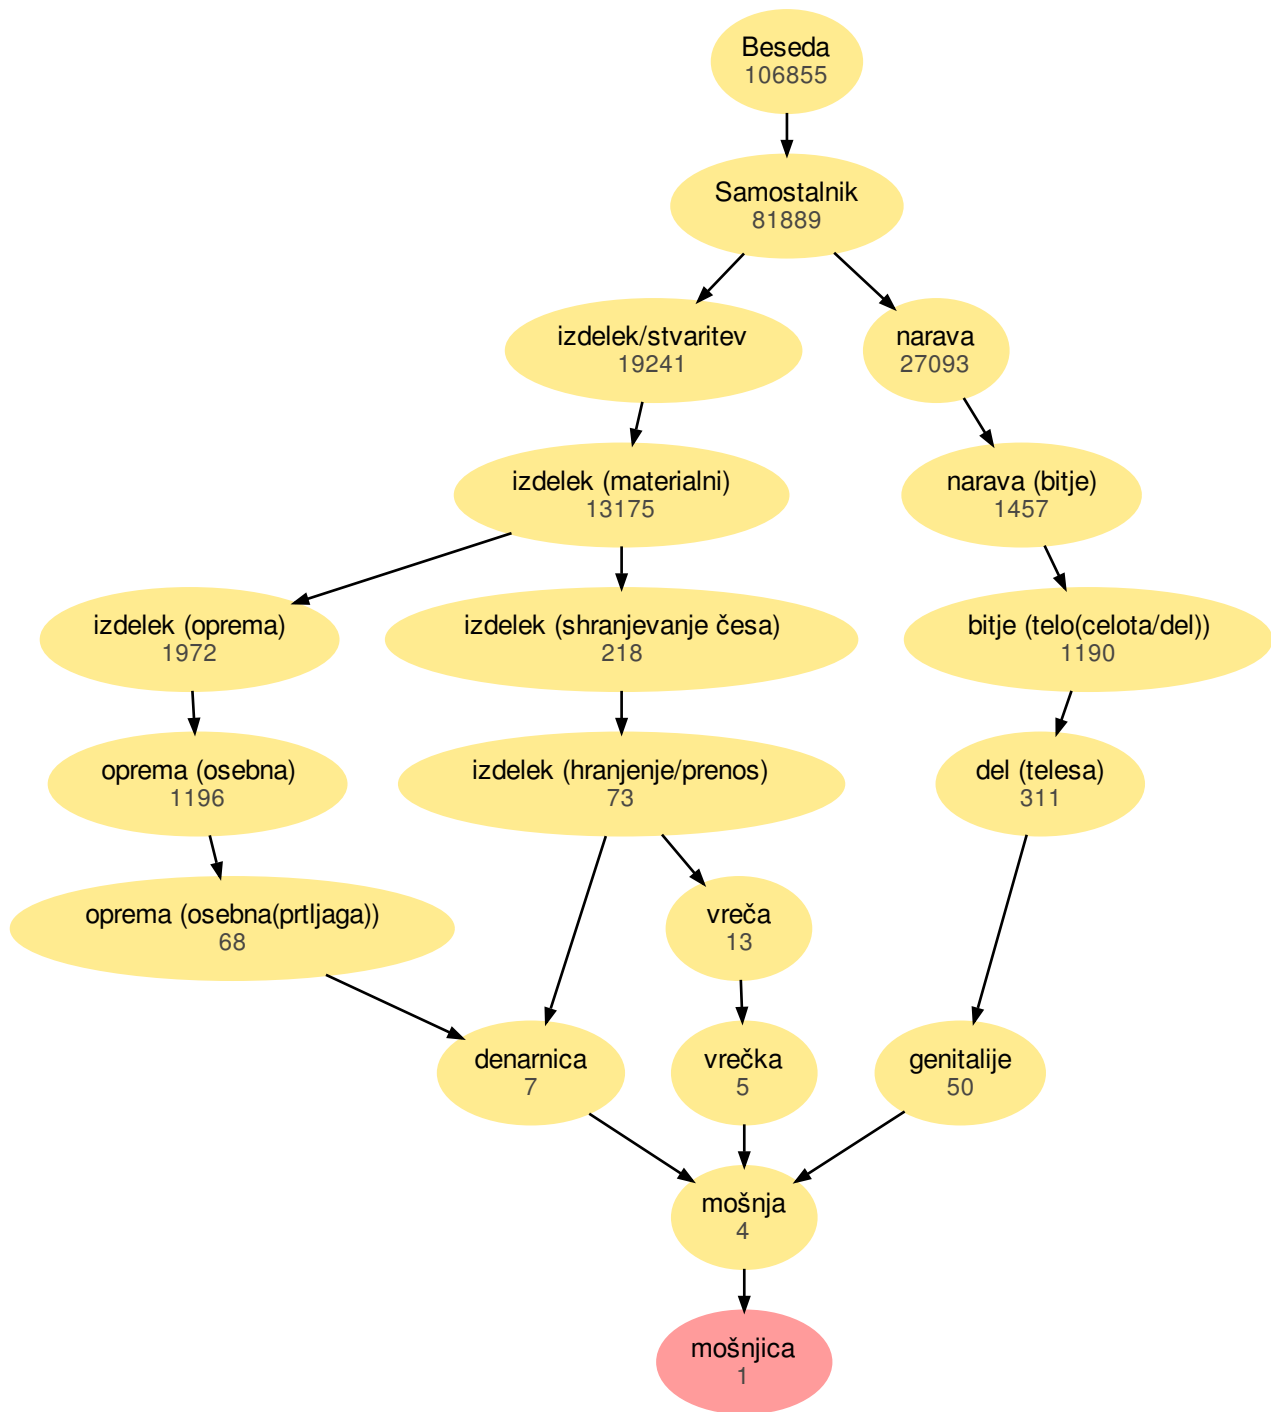 Beseda
106855
Samostalnik
81889
izdelek/stvaritev
19241
narava
27093
izdelek (materialni)
13175
narava (bitje)
1457
izdelek (oprema)
1972
izdelek (shranjevanje česa)
218
bitje (telo(celota/del))
1190
oprema (osebna)
1196
izdelek (hranjenje/prenos)
73
del (telesa)
311
oprema (osebna(prtljaga))
68
vreča
13
denarnica
7
vrečka
5
genitalije
50
mošnja
4
mošnjica
1